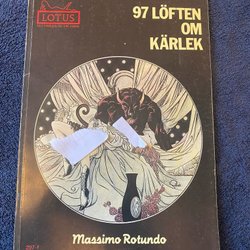 LOTUS
97 LÖFTEN
OM
KÄRLEK
Massimo Rotundo